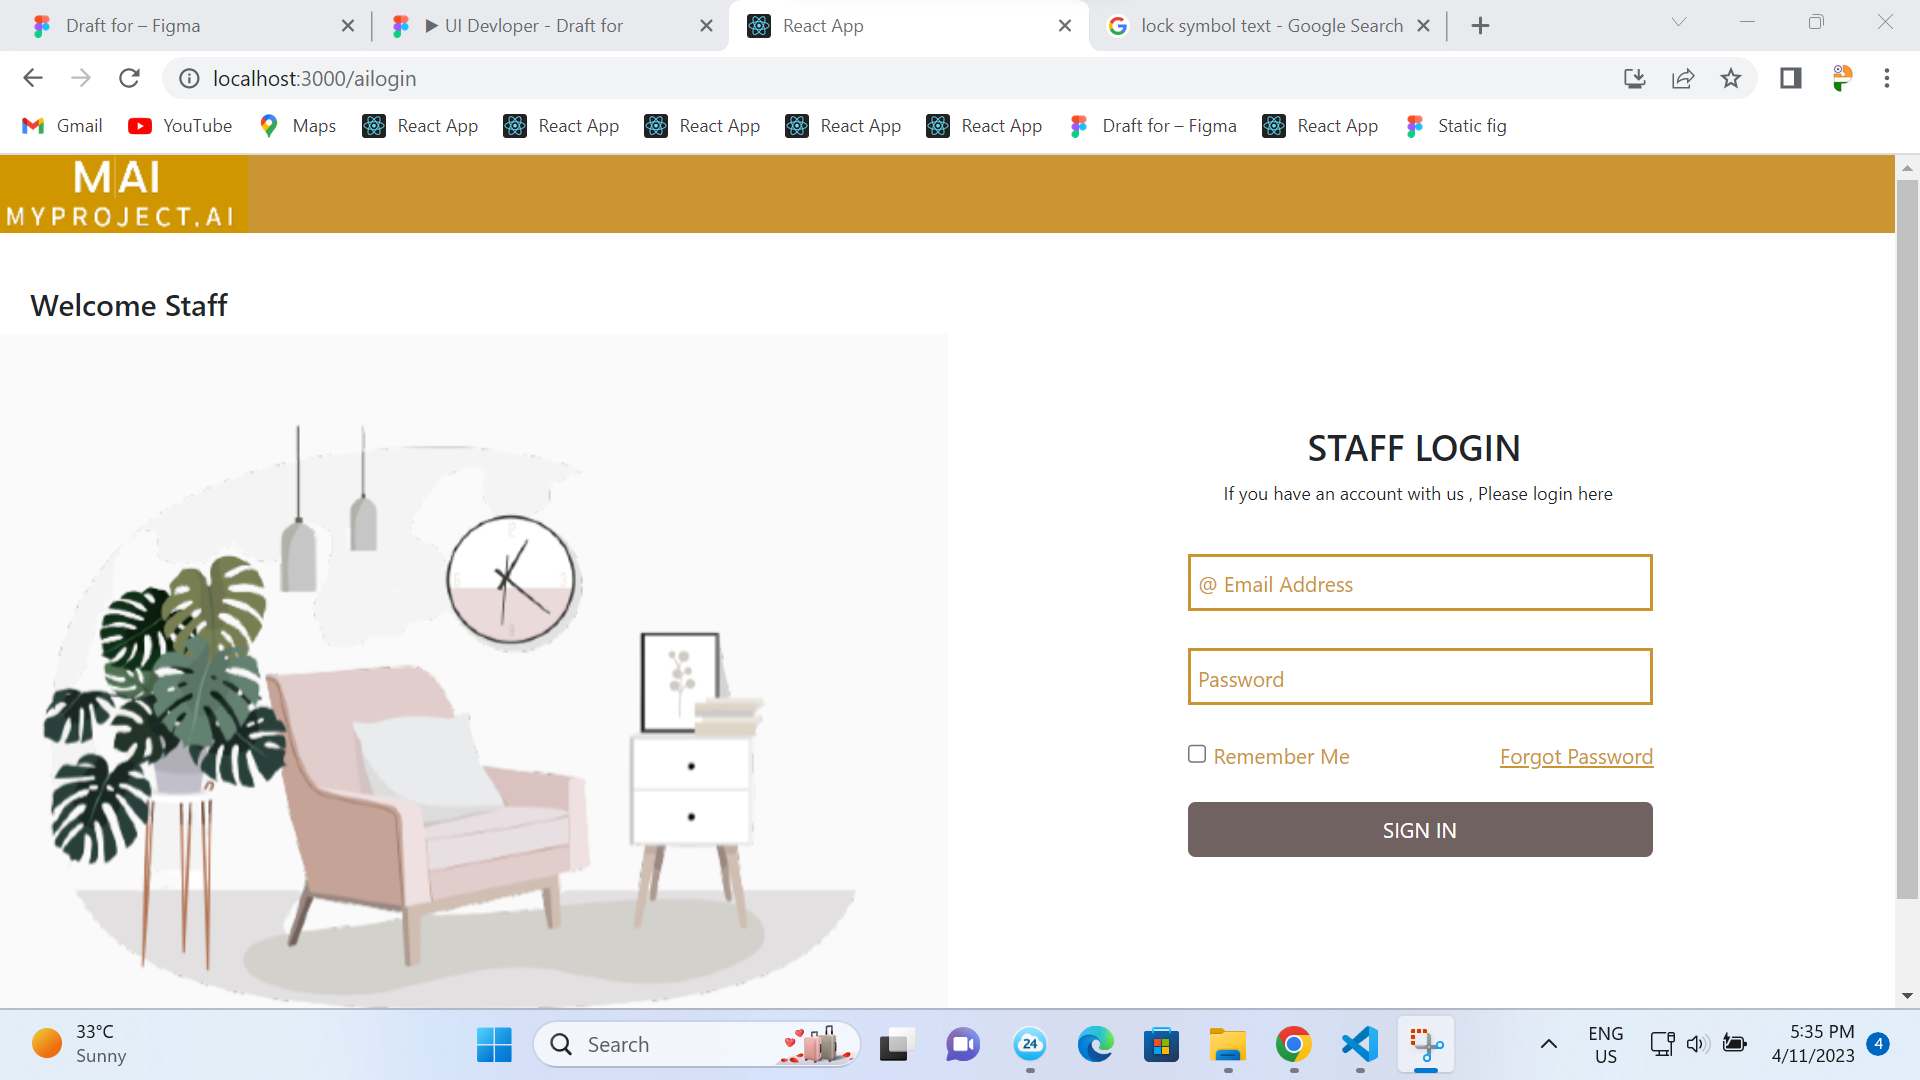 Draft for – Figma
▶ UI Devloper - Draft for
React App
lock symbol text - Google Search
localhost:3000/ailogin
Gmail
YouTube
Maps
React App
React App
React App
React App
React App
Draft for – Figma
React App
Static fig
MAI
MYPROJECT.AI
Welcome Staff
STAFF LOGIN
If you have an account with us , Please login here
@ Email Address
Password
Remember Me
Forgot Password
SIGN IN
33°C
Sunny
Search
24
ENG
US
5:35 PM
4/11/2023
4